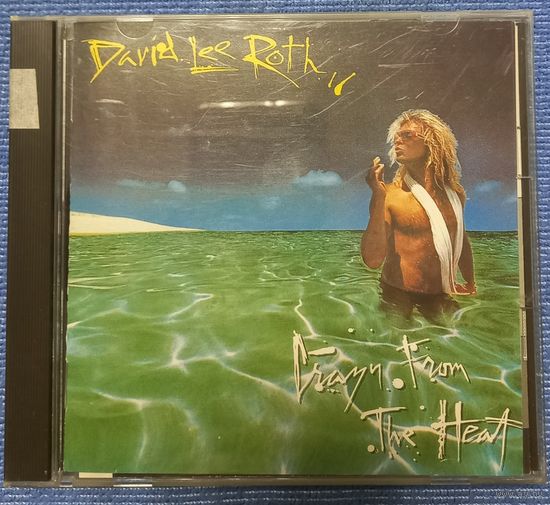 David Lee Roth
Crazy From
The Heat